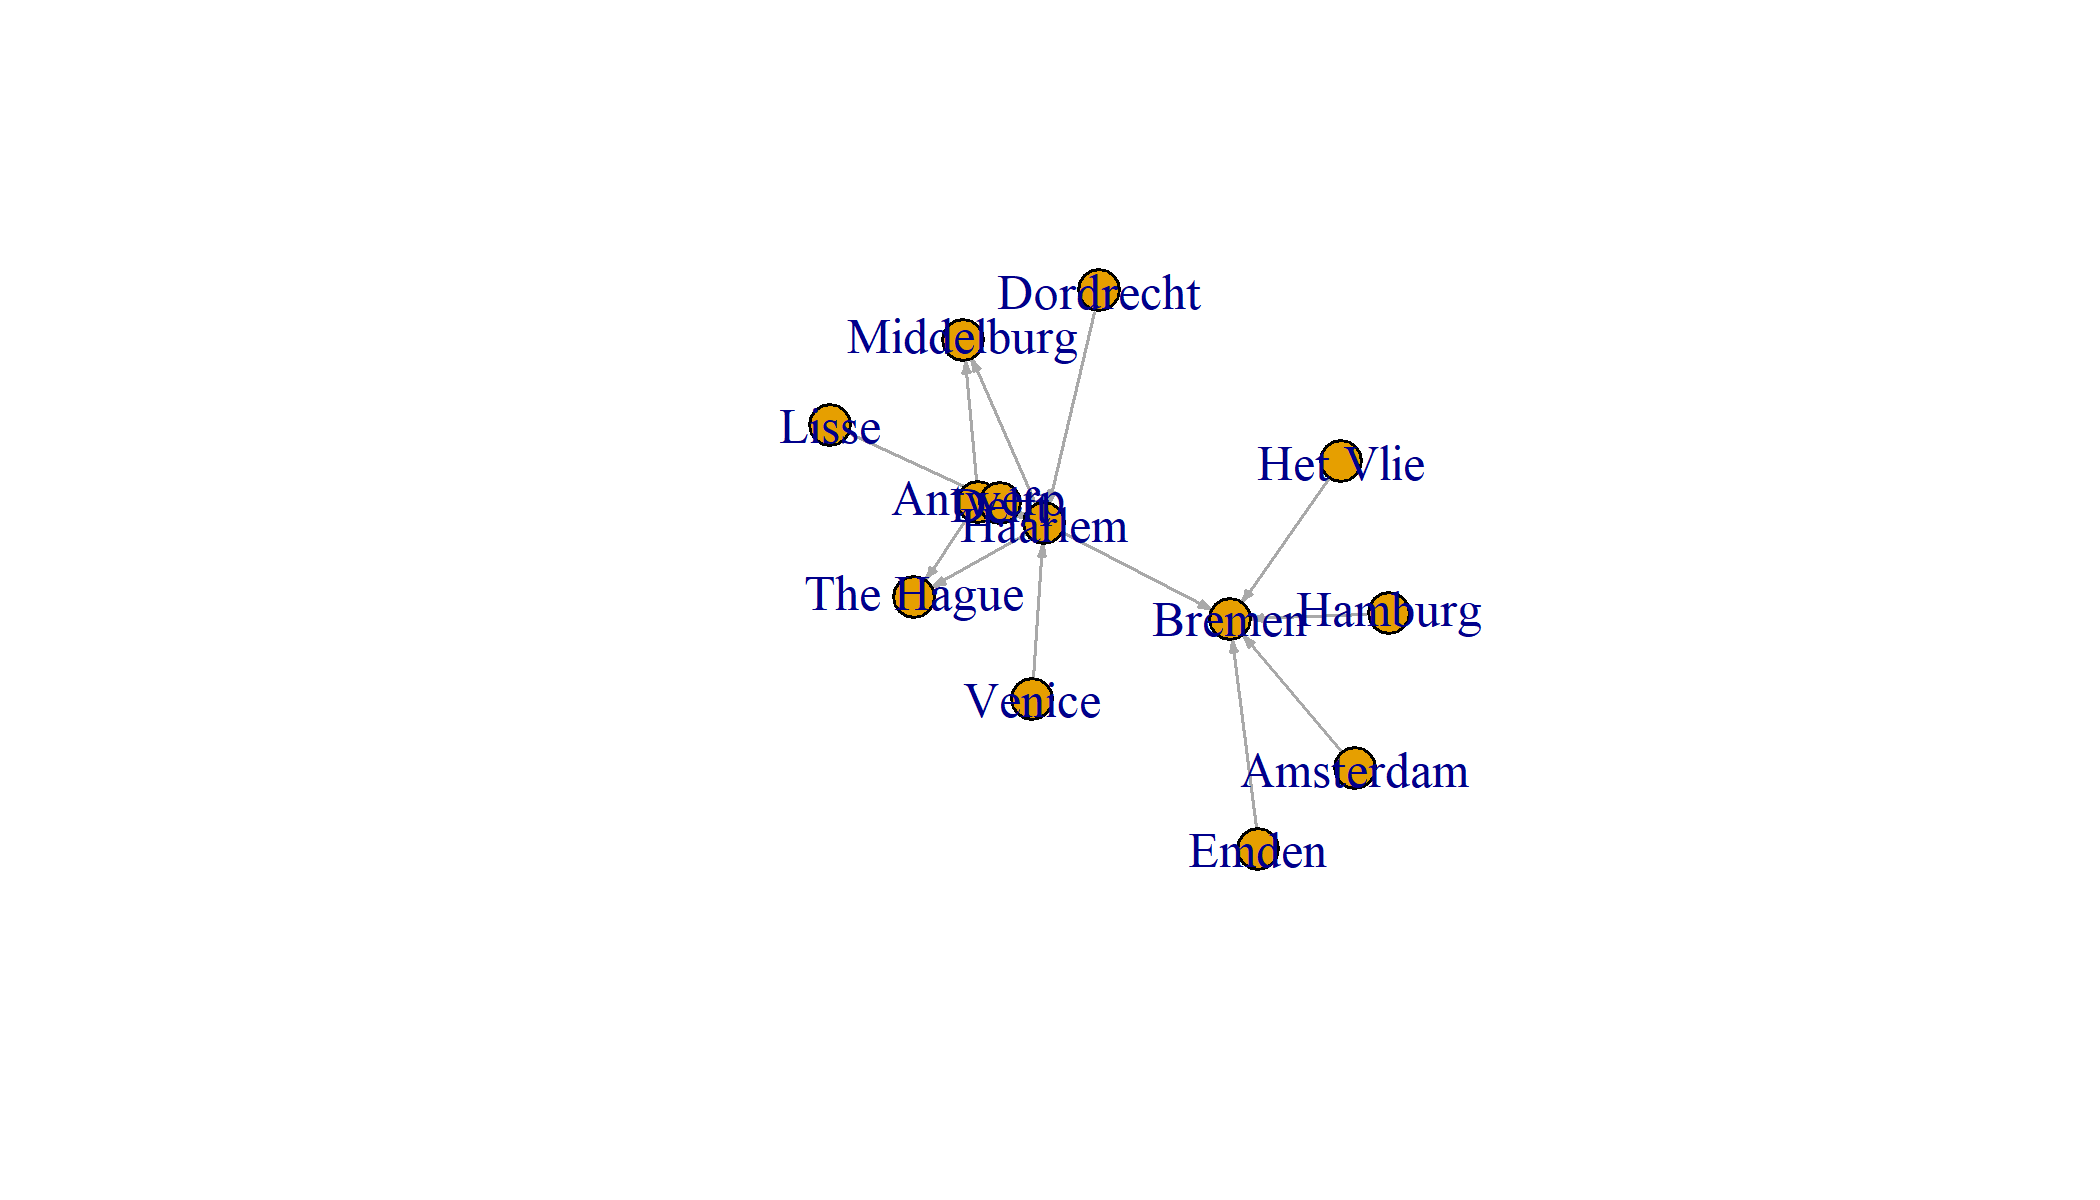 Dordrecht
Middelburg
Lisse
Het Vlie
Antwerp
Delft
Haarlem
The Hague
Hamburg
Bremen
Venice
Amsterdam
Emden